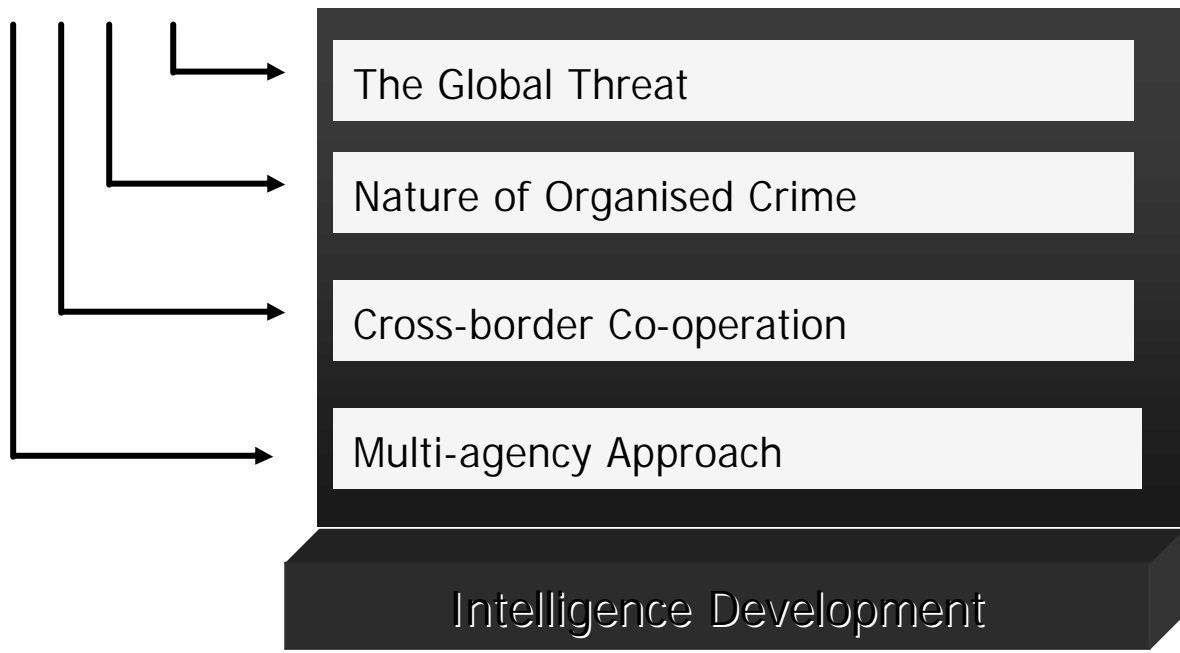 The Global Threat
Nature of Organised Crime
Cross-border Co-operation
Multi-agency Approach
Intelligence Development